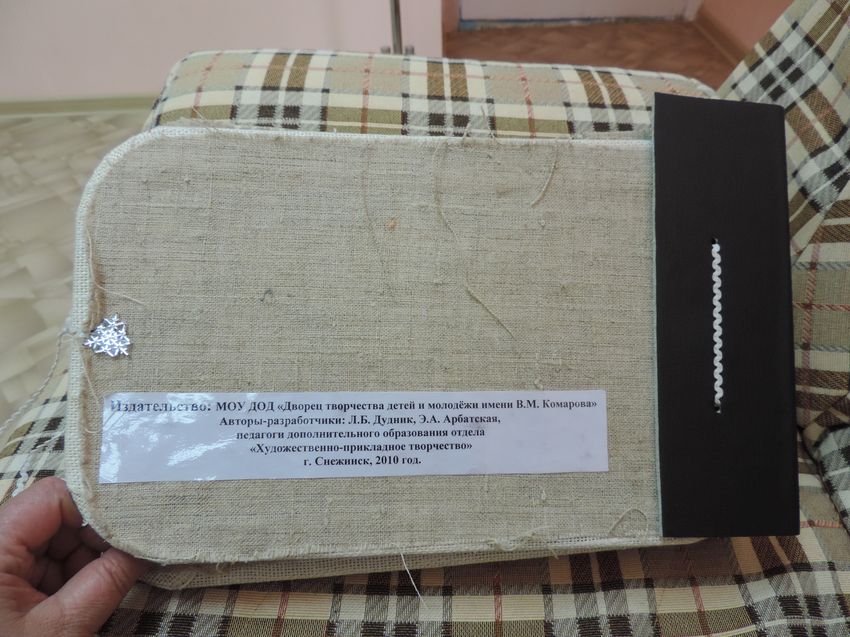 Издательство: МОУ ДОД «Дворец творчества детей и молодёжи имени В.М. Комарова»
Авторы-разработчики: Л.Б. Дудник, Э.А. Арбатская,
педагоги дополнительного образования отдела
«Художественно-прикладное творчество»
г. Снежинск, 2010 год.